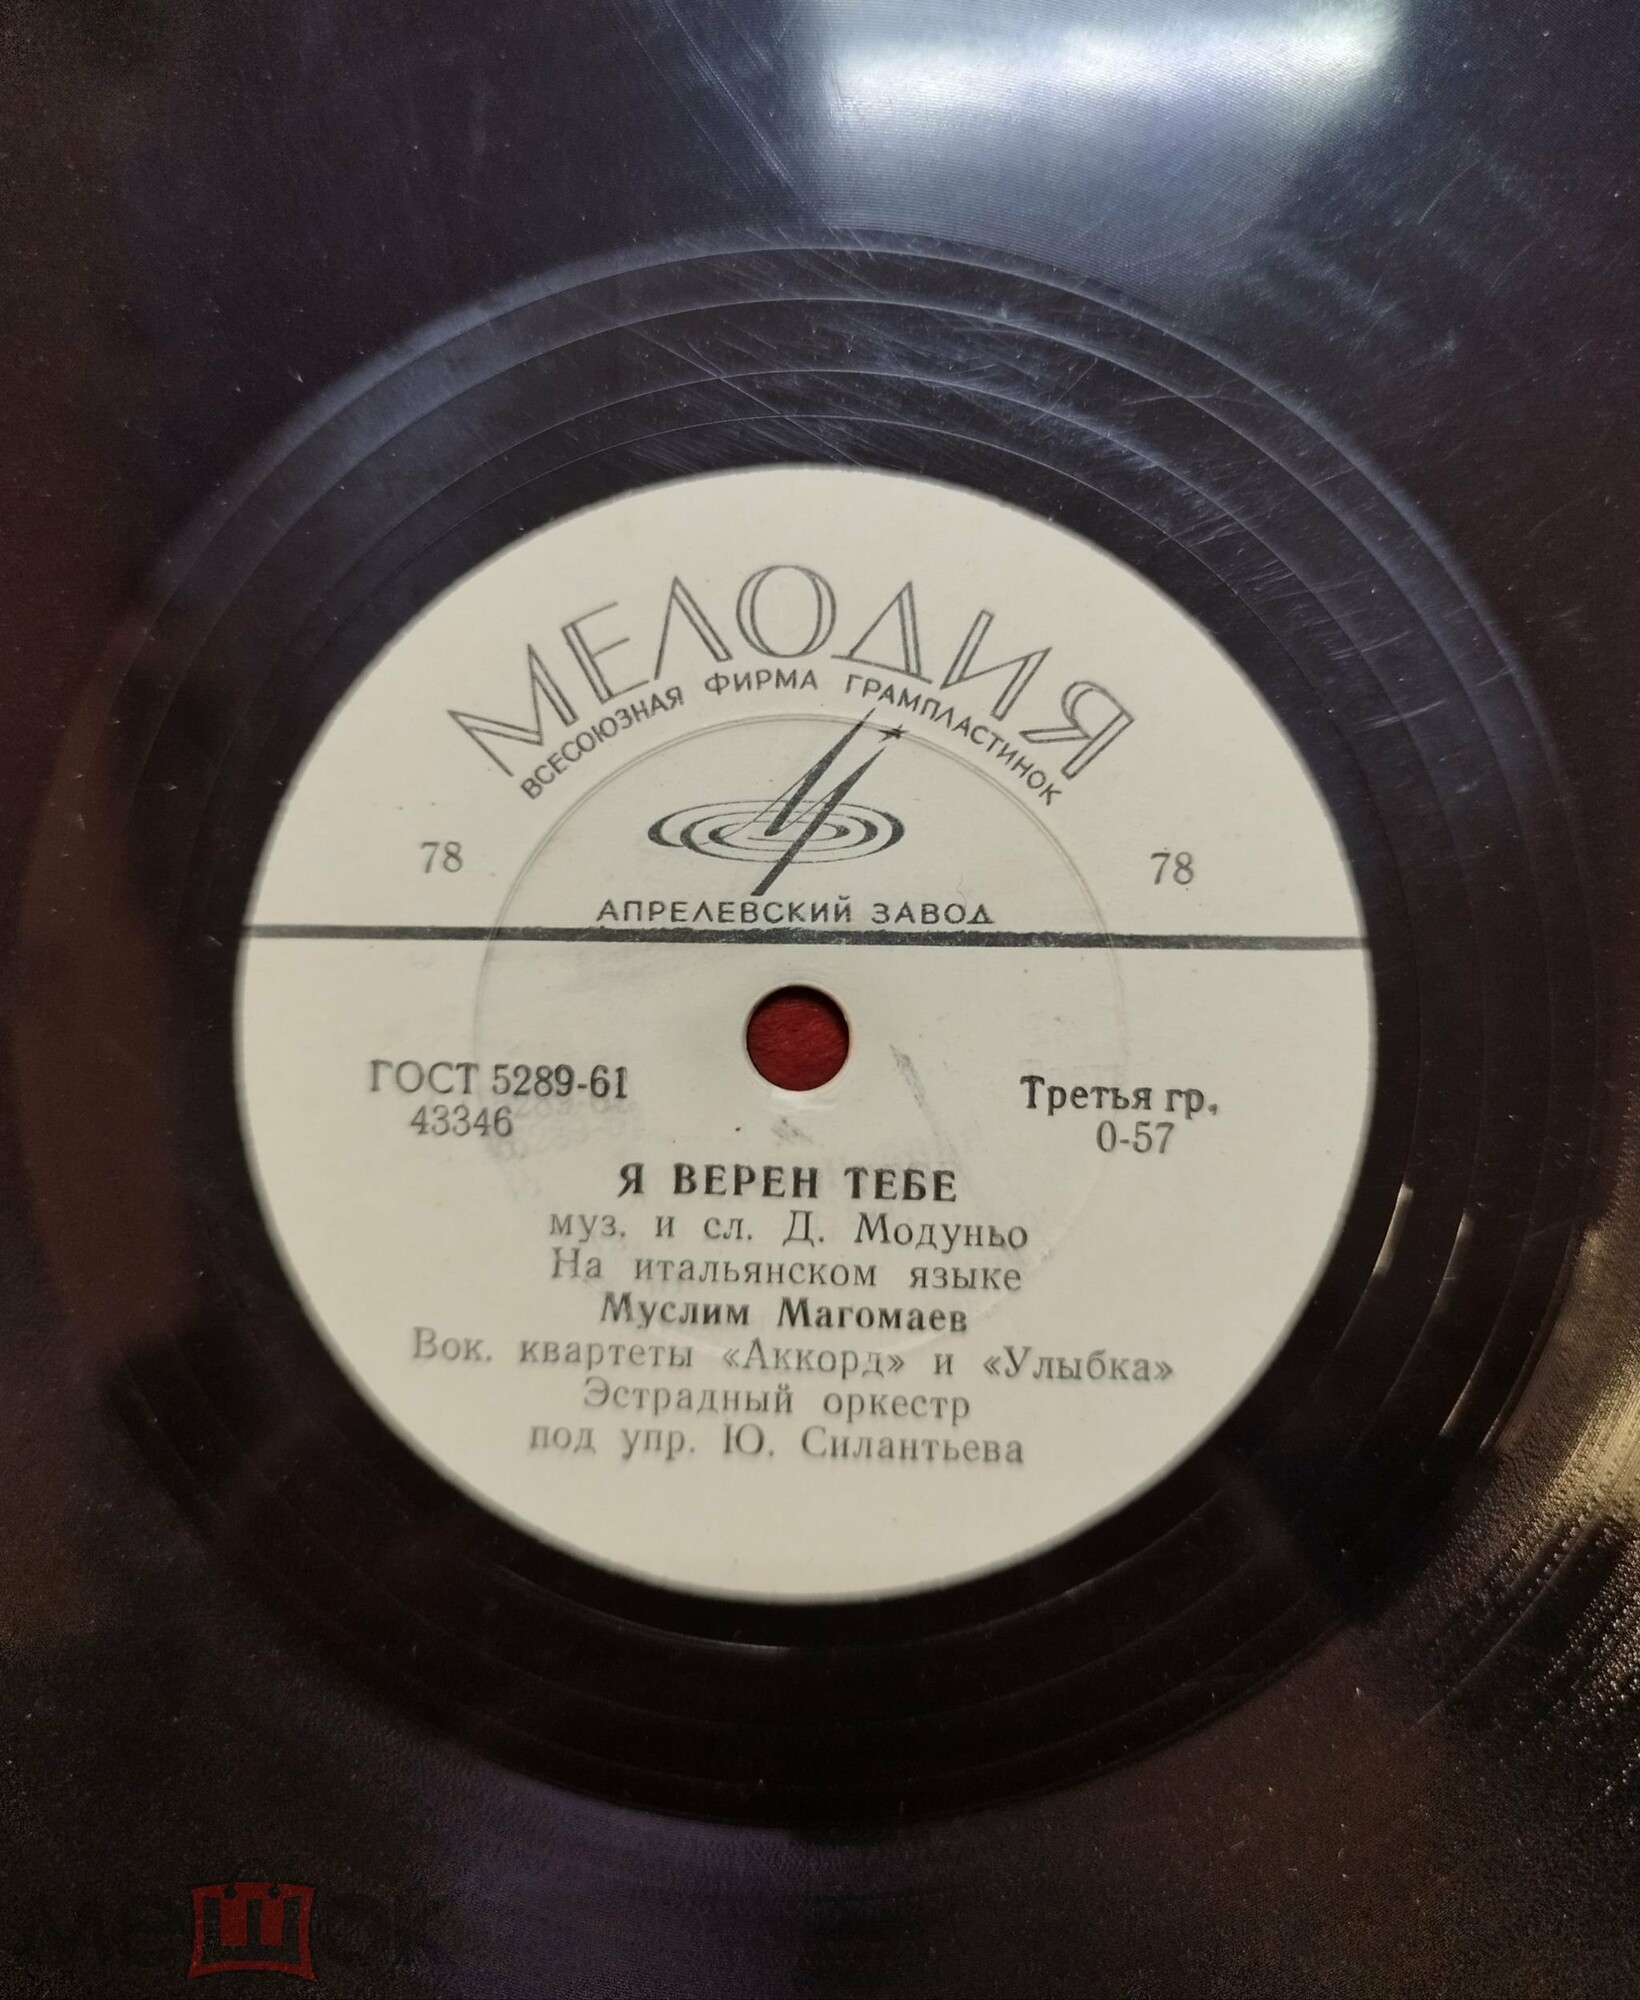 МЕЛОДИЯ
ВСЕСОЮЗНАЯ ФИРМА ГРАМПЛАСТИНОК
78 78
АПРЕЛЕВСКИЙ ЗАВОД
ГОСТ 5289-61 Третья гр.
43346 0-57
Я ВЕРЕН ТЕБЕ
муз. и сл. Д. Модуньо
На итальянском языке
Муслим Магомаев
Вок. квартеты «Аккорд» и «Улыбка»
Эстрадный оркестр
под упр. Ю. Силантьева
мешок